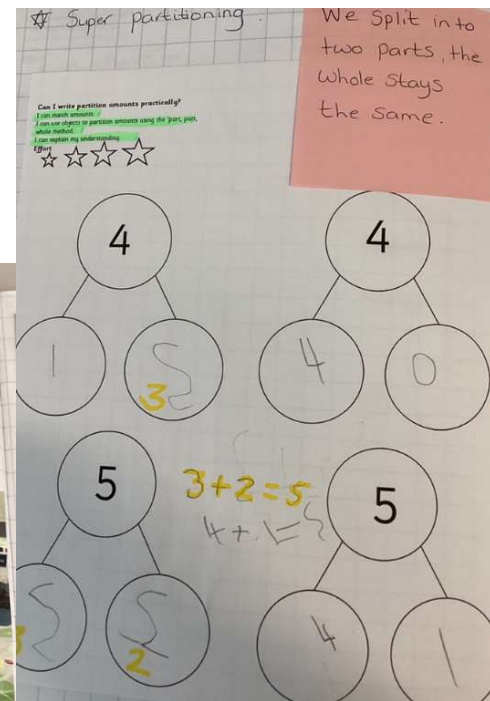 ☆ Super partitioning.
We Split into
two parts, the
whole stays
the same.
Can I write partition amounts practically?
I can match amounts
I can use objects to partition amounts using the 'part, part,
whole method.
I can explain my understanding
Effort
4
1
3
4
4
0
5
3
5
2
3+2=5
4+1=5
5
4
1